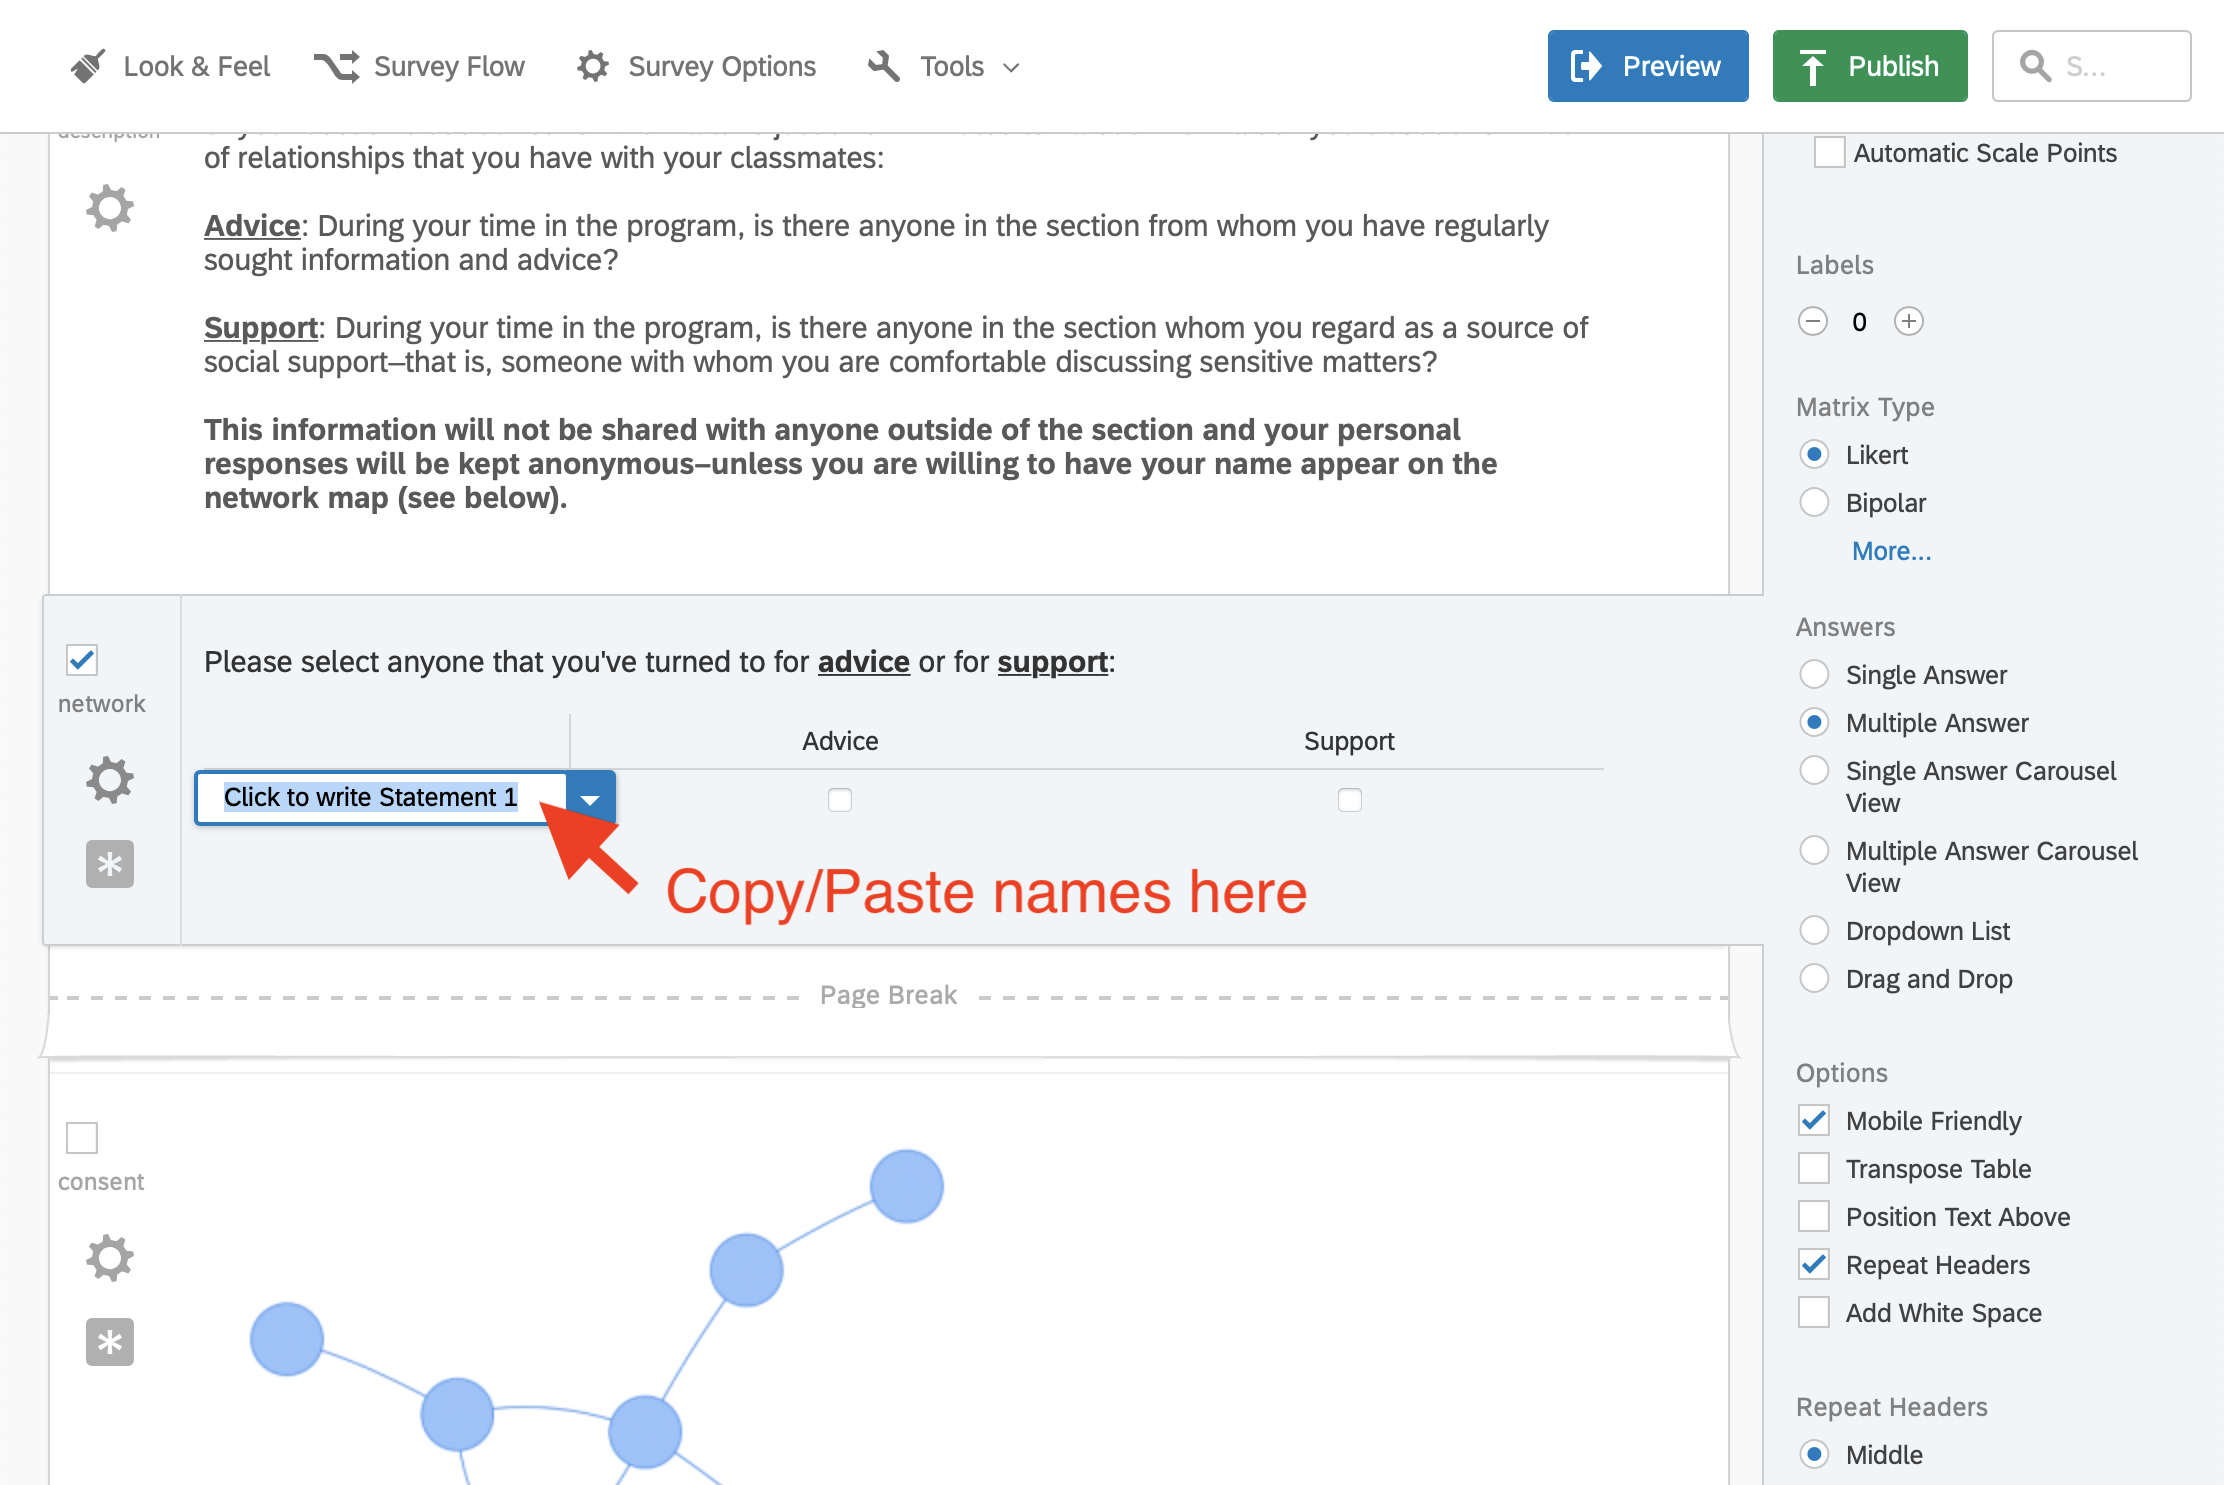 Look & Feel
Survey Flow
Survey Options
Tools
Preview
Publish
S...
description
of relationships that you have with your classmates:
Advice: During your time in the program, is there anyone in the section from whom you have regularly
sought information and advice?
Support: During your time in the program, is there anyone in the section whom you regard as a source of
social support–that is, someone with whom you are comfortable discussing sensitive matters?
This information will not be shared with anyone outside of the section and your personal
responses will be kept anonymous–unless you are willing to have your name appear on the
network map (see below).
network
Please select anyone that you've turned to for advice or for support:
Advice
Support
Click to write Statement 1
Copy/Paste names here
Page Break
consent
Automatic Scale Points
Labels
0
Matrix Type
Likert
Bipolar
More...
Answers
Single Answer
Multiple Answer
Single Answer Carousel
View
Multiple Answer Carousel
View
Dropdown List
Drag and Drop
Options
Mobile Friendly
Transpose Table
Position Text Above
Repeat Headers
Add White Space
Repeat Headers
Middle